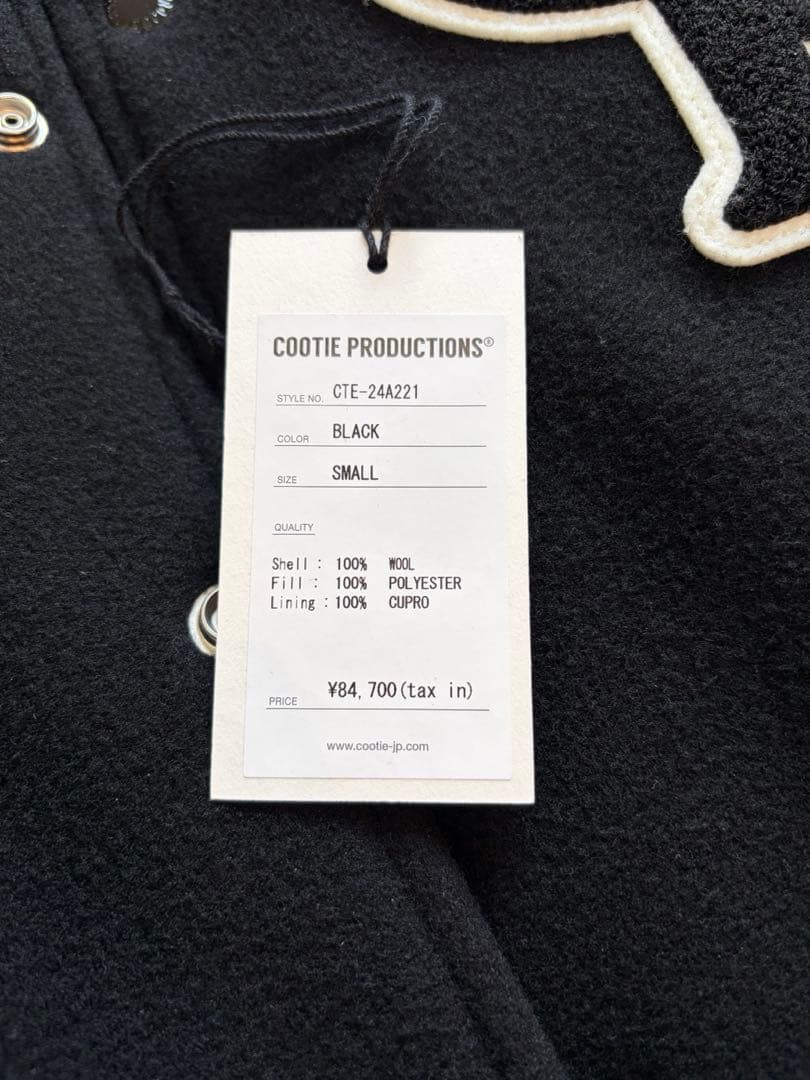 COOTIE PRODUCTIONS®
STYLE NO. CTE-24A221
COLOR BLACK
SIZE SMALL
QUALITY
Shell : 100% WOOL
Fill : 100% POLYESTER
Lining : 100% CUPRO
PRICE ¥84,700(tax in)
www.cootie-jp.com